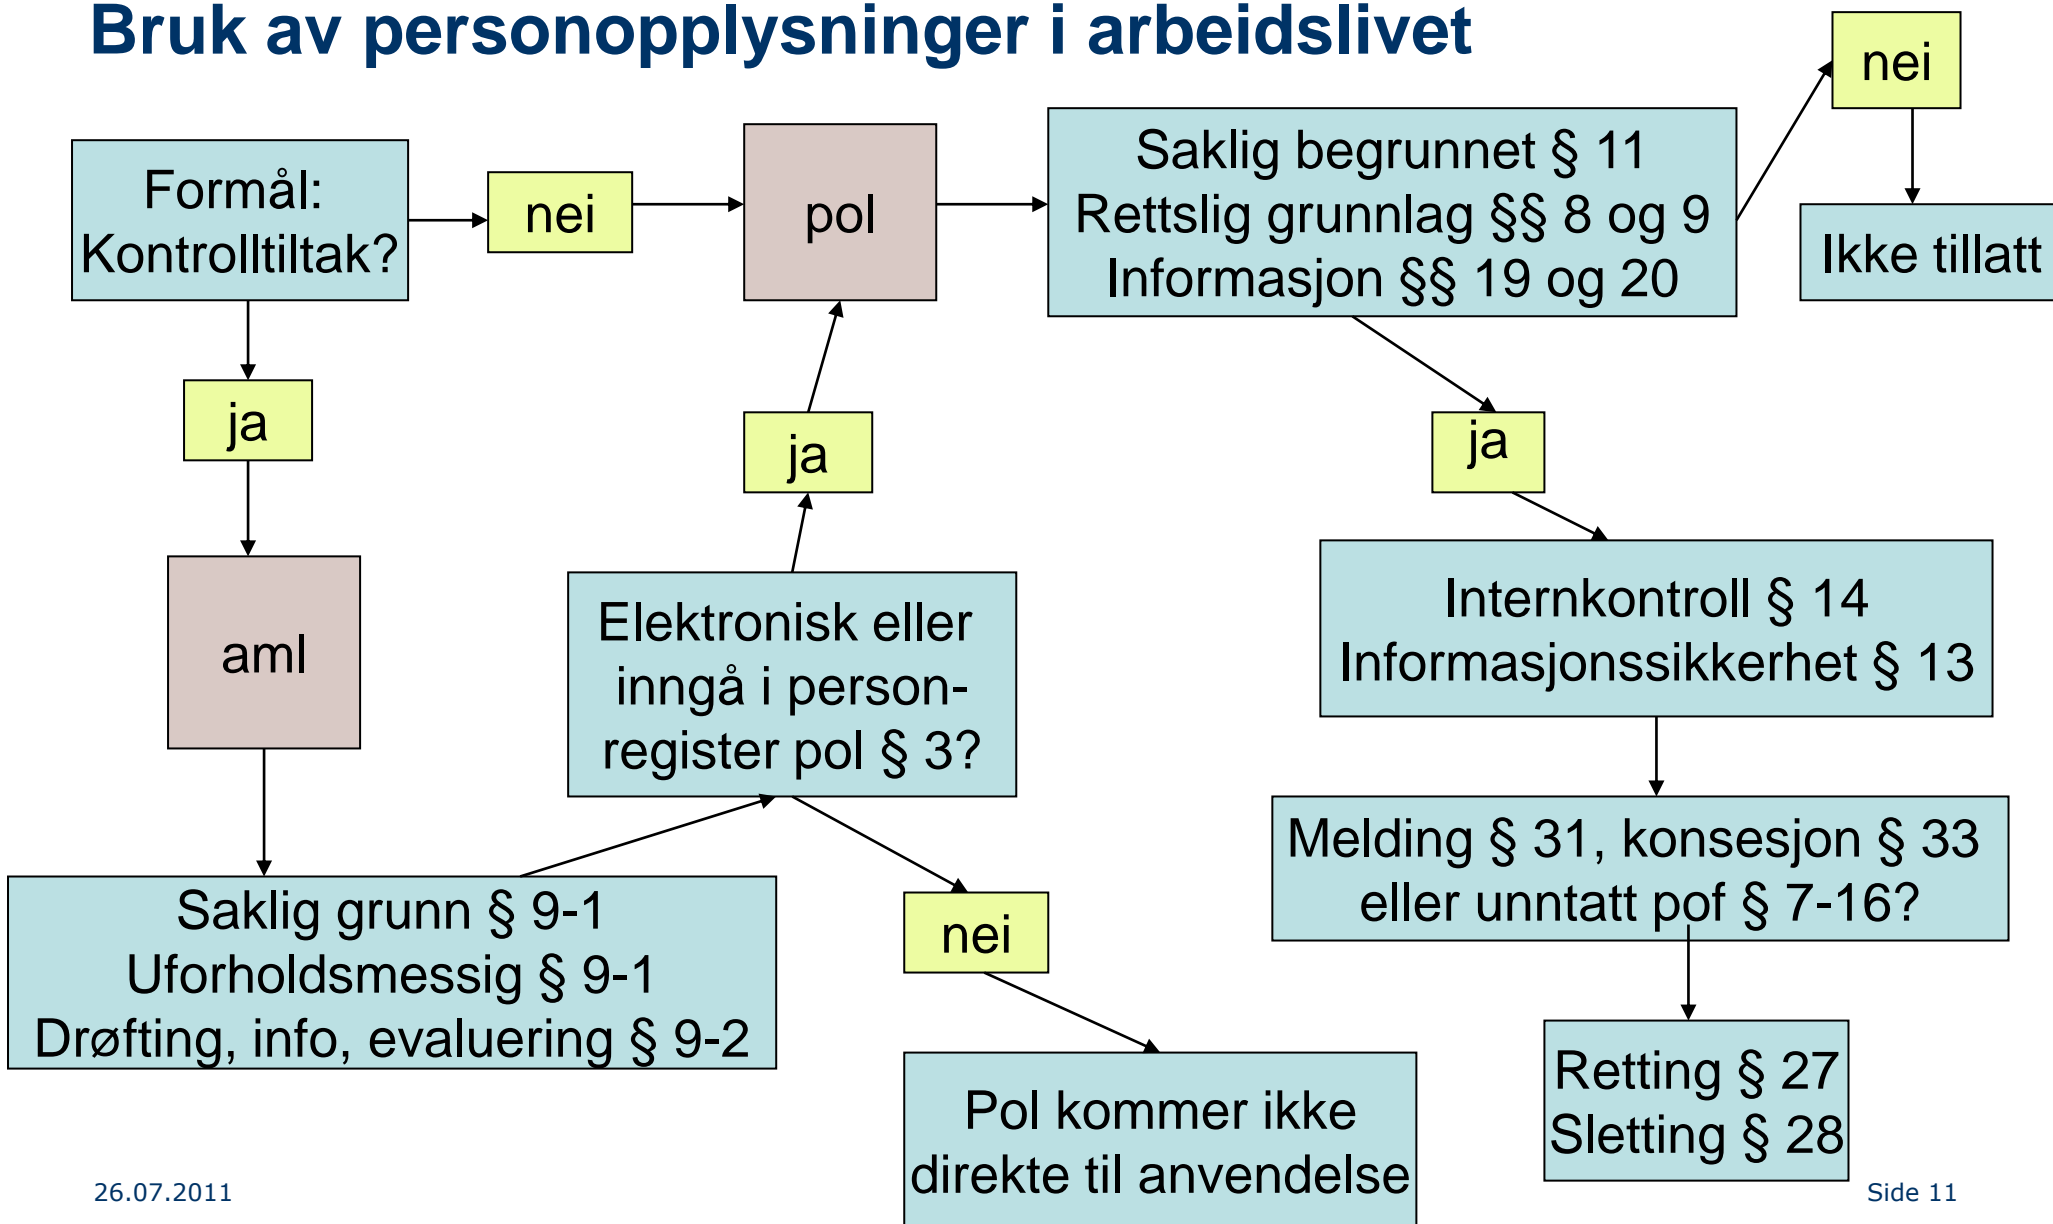 Bruk av personopplysninger i arbeidslivet
nei
Formål:
Kontrolltiltak?
nei
pol
Saklig begrunnet § 11
Rettslig grunnlag §§ 8 og 9
Informasjon §§ 19 og 20
Ikke tillatt
ja
ja
ja
aml
Elektronisk eller
inngå i person-
register pol § 3?
Internkontroll § 14
Informasjonssikkerhet § 13
Melding § 31, konsesjon § 33
eller unntatt pof § 7-16?
Saklig grunn § 9-1
Uforholdsmessig § 9-1
Drøfting, info, evaluering § 9-2
nei
Pol kommer ikke
direkte til anvendelse
Retting § 27
Sletting § 28
26.07.2011
Side 11